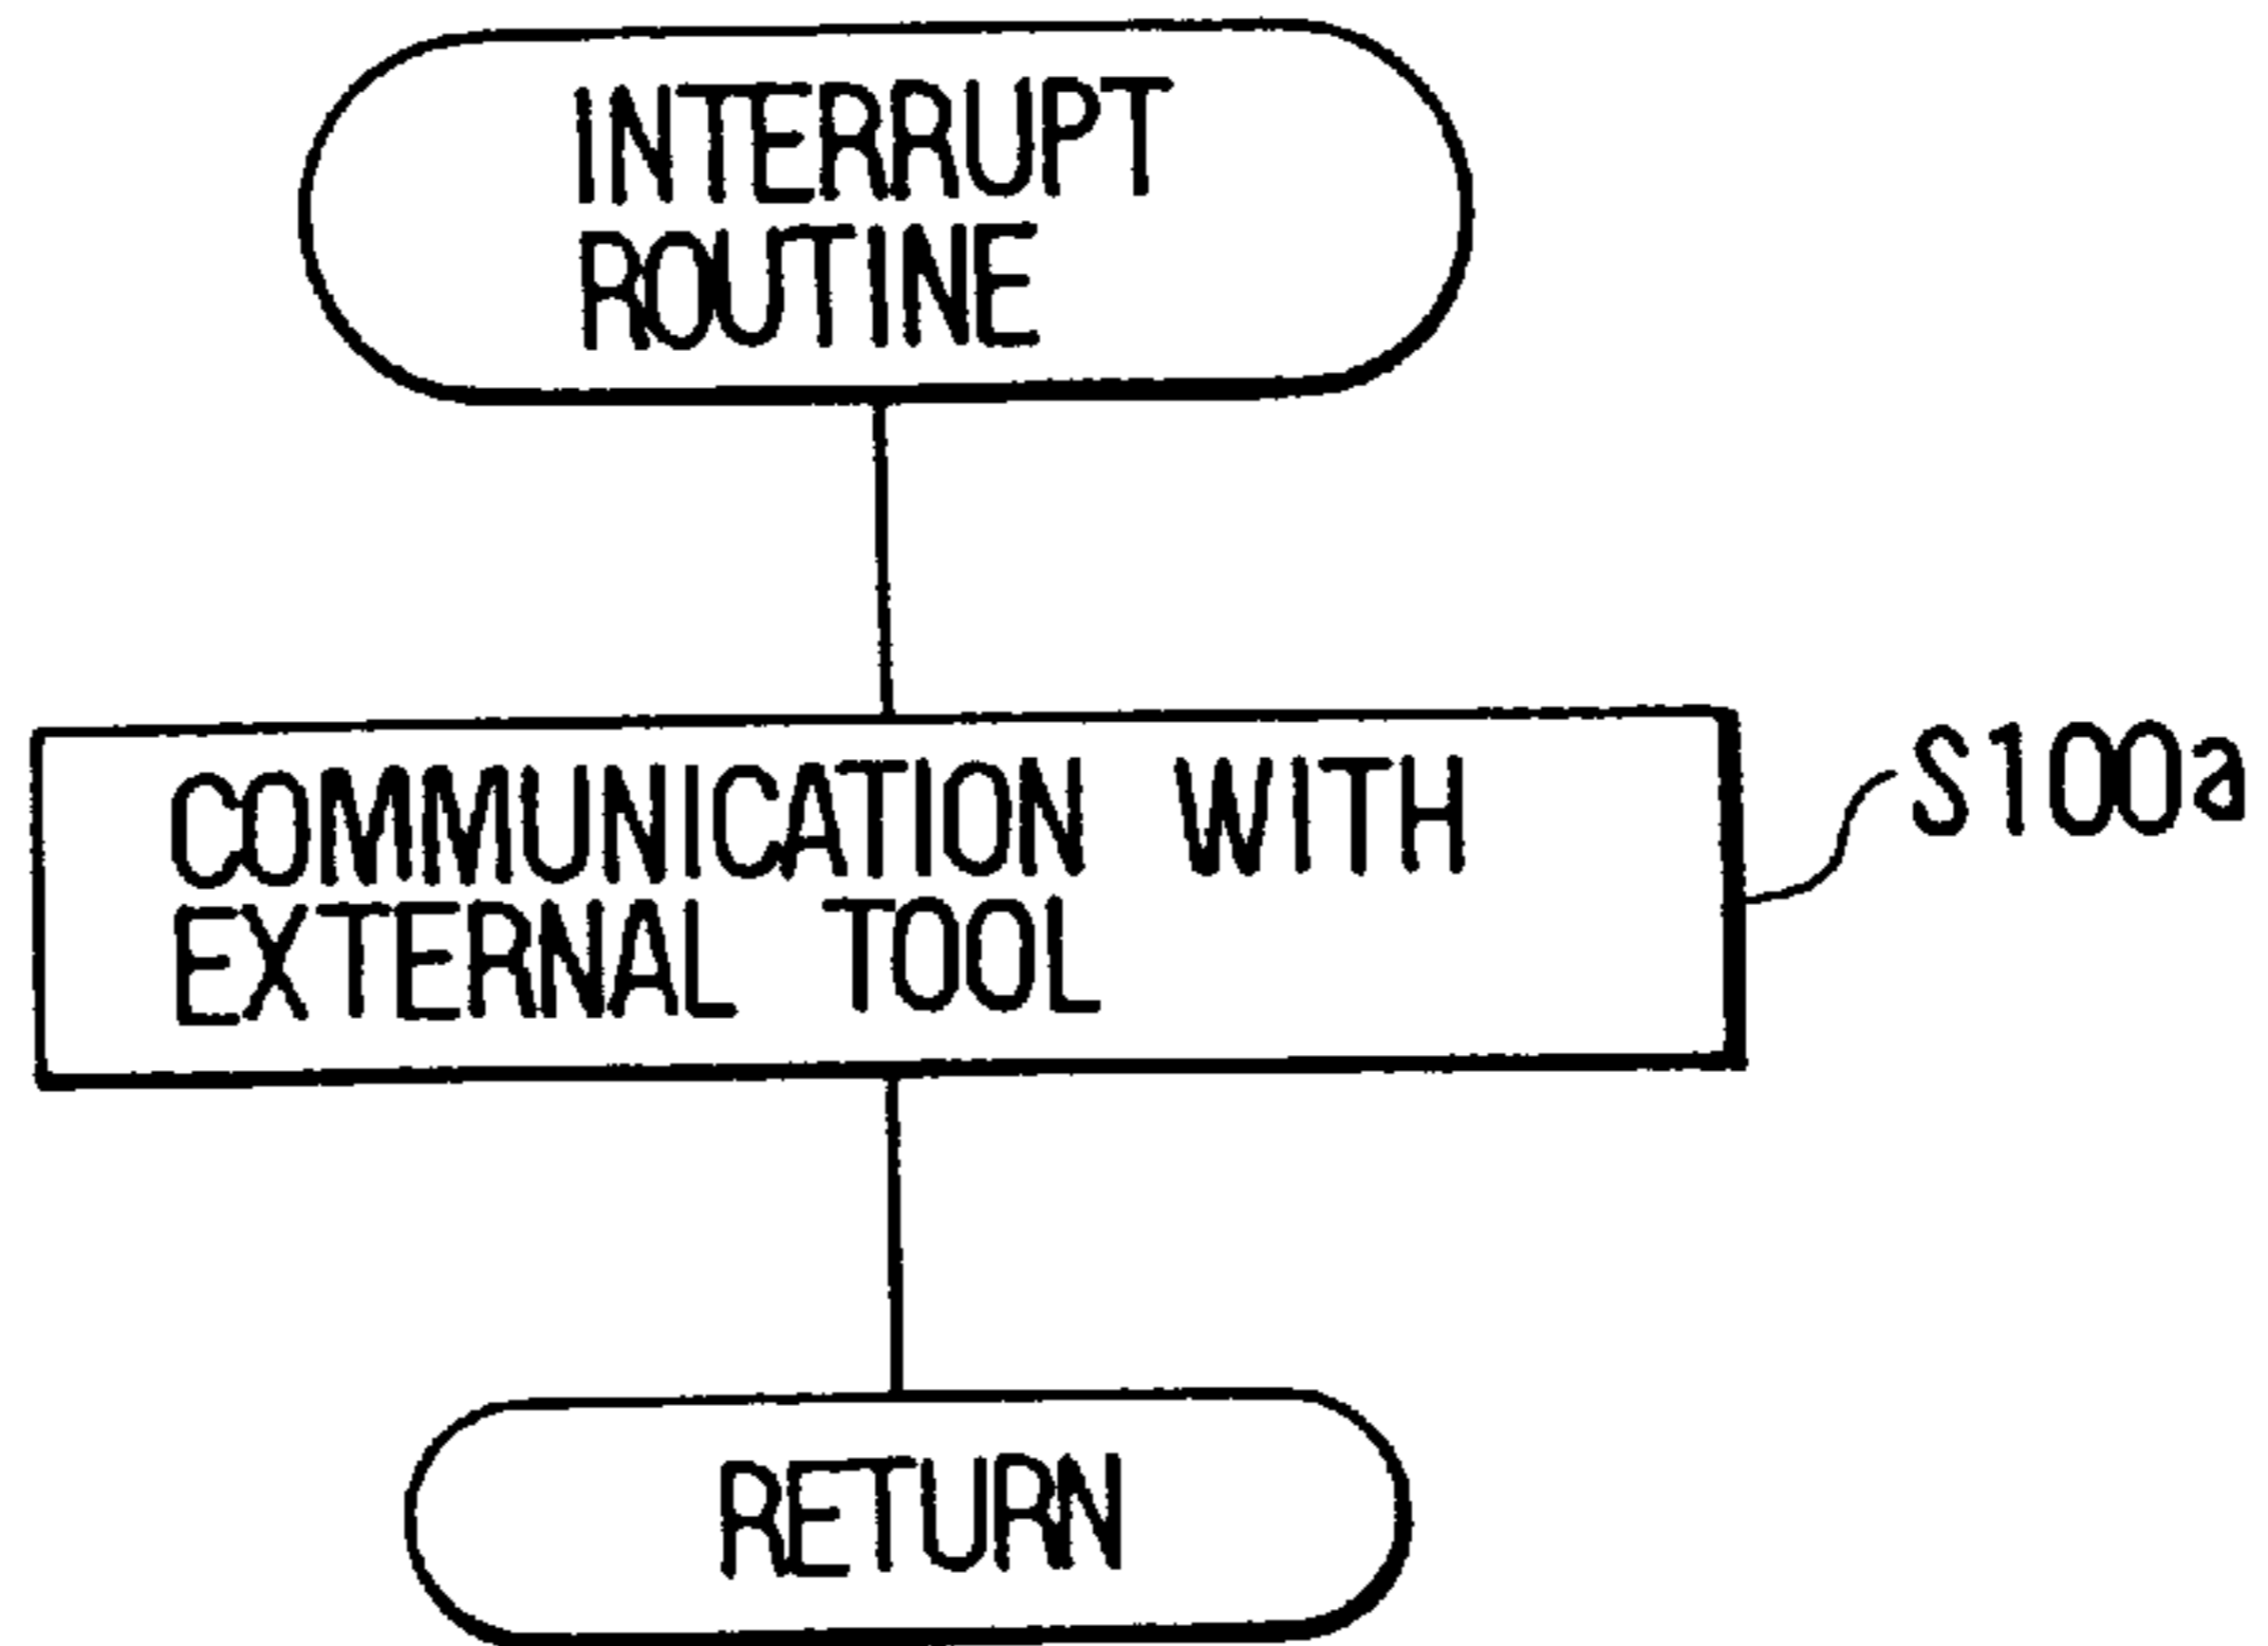 INTERRUPT
ROUTINE
COMMUNICATION WITH
EXTERNAL TOOL
S100a
RETURN